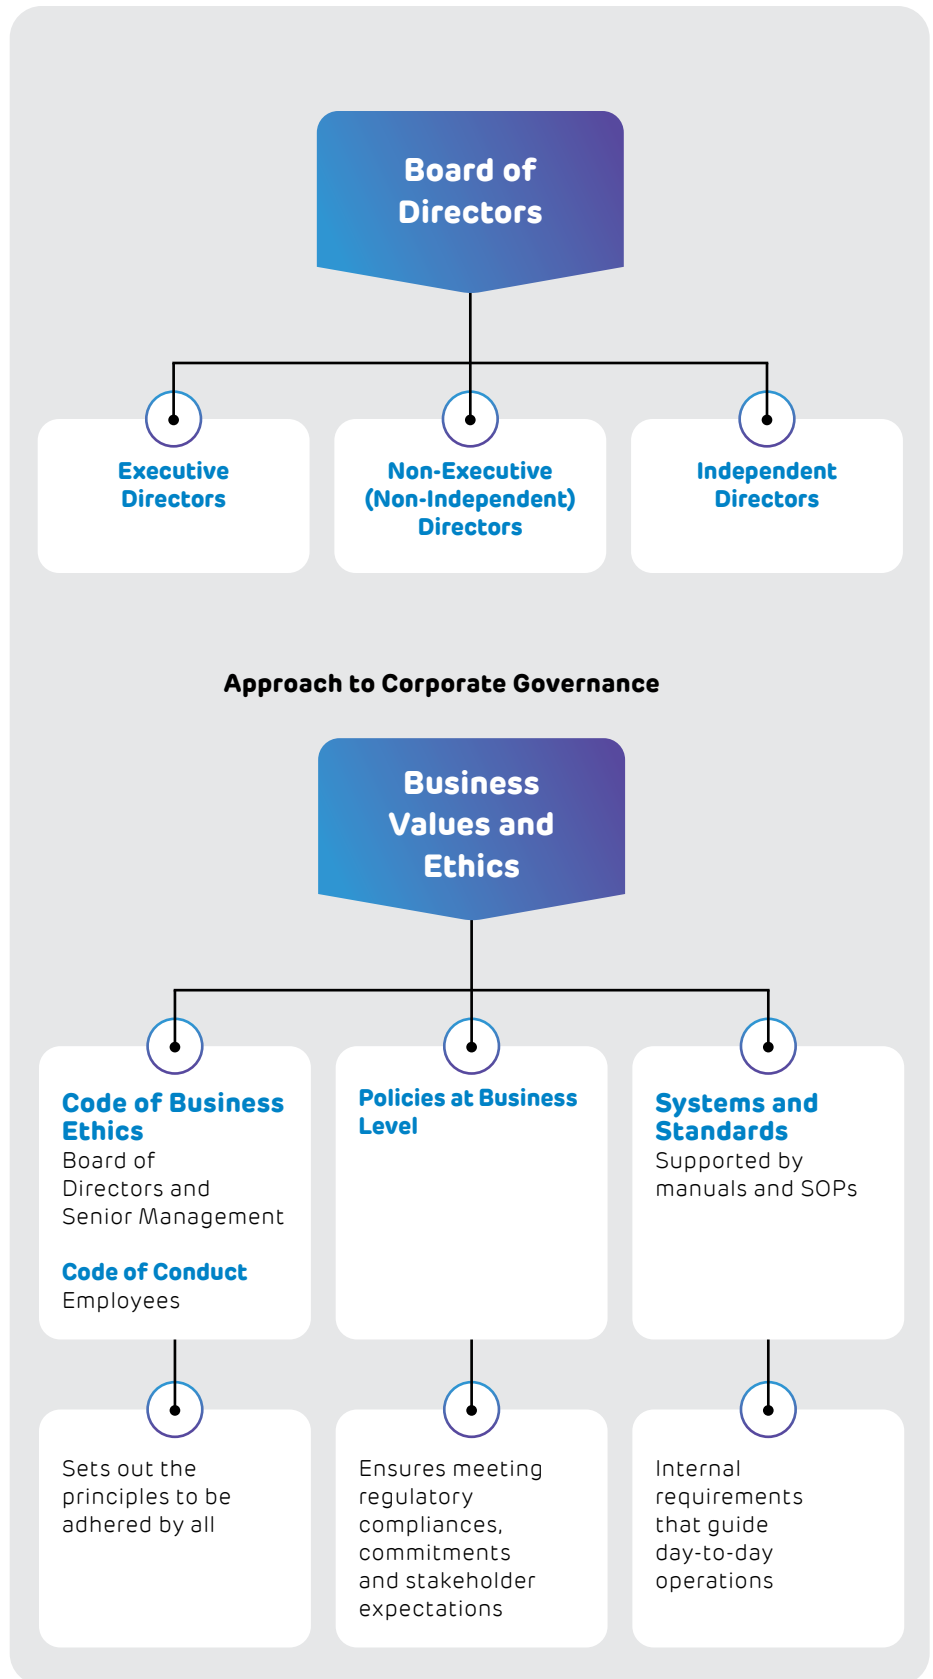 Board of
Directors
Executive
Directors
Non-Executive
(Non-Independent)
Directors
Independent
Directors
Approach to Corporate Governance
Business
Values and
Ethics
Code of Business
Ethics
Board of
Directors and
Senior Management
Code of Conduct
Employees
Policies at Business
Level
Systems and
Standards
Supported by
manuals and SOPs
Sets out the
principles to be
adhered by all
Ensures meeting
regulatory
compliances,
commitments
and stakeholder
expectations
Internal
requirements
that guide
day-to-day
operations